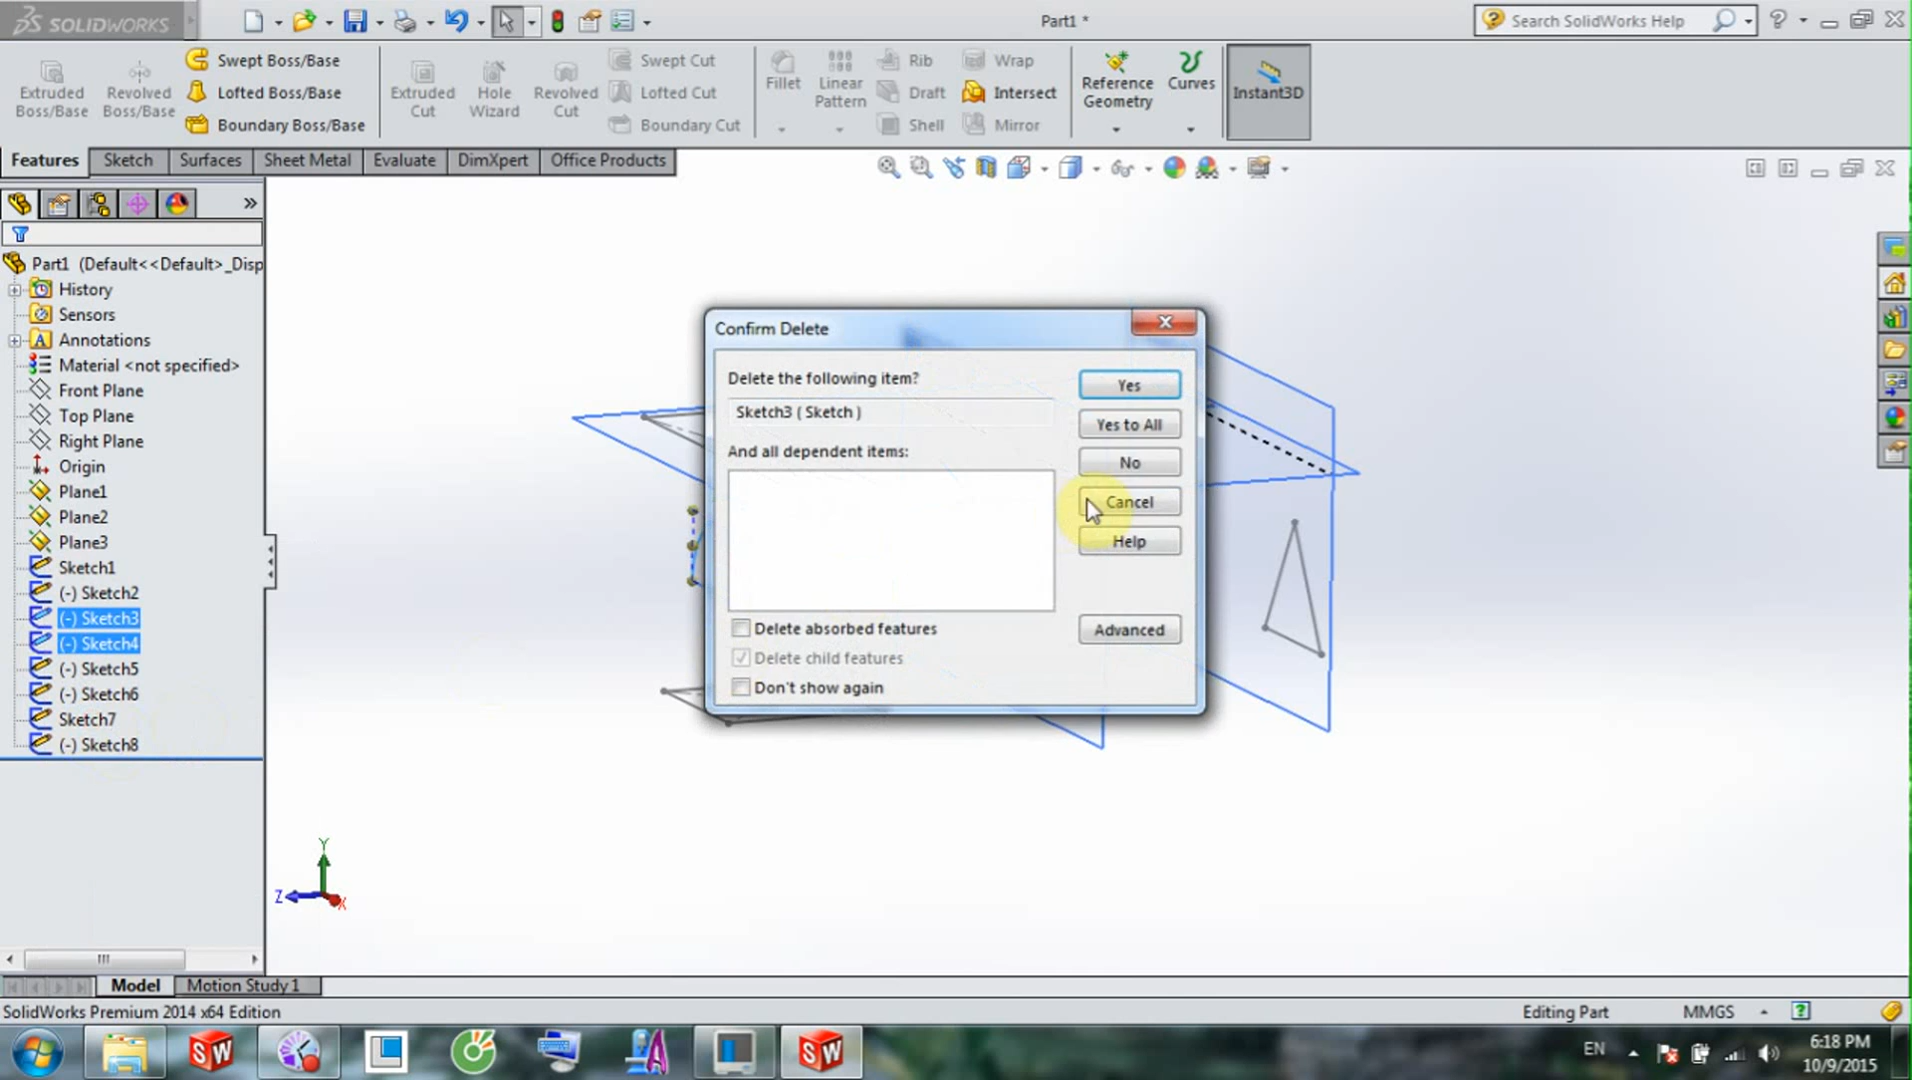 SOLIDWORKS
Part1 *
Search SolidWorks Help
Extruded Boss/Base
Revolved Boss/Base
Swept Boss/Base
Lofted Boss/Base
Boundary Boss/Base
Extruded Cut
Hole Wizard
Revolved Cut
Swept Cut
Lofted Cut
Boundary Cut
Fillet
Linear Pattern
Rib
Draft
Shell
Wrap
Intersect
Mirror
Reference Geometry
Curves
Instant3D
Features
Sketch
Surfaces
Sheet Metal
Evaluate
DimXpert
Office Products
Part1 (Default<<Default>_Disp
History
Sensors
Annotations
Material <not specified>
Front Plane
Top Plane
Right Plane
Origin
Plane1
Plane2
Plane3
Sketch1
(-) Sketch2
(-) Sketch3
(-) Sketch4
(-) Sketch5
(-) Sketch6
Sketch7
(-) Sketch8
Confirm Delete
Delete the following item?
Sketch3 ( Sketch )
And all dependent items:
Delete absorbed features
Delete child features
Don't show again
Yes
Yes to All
No
Cancel
Help
Advanced
Y
Z
X
Model
Motion Study 1
SolidWorks Premium 2014 x64 Edition
Editing Part
MMGS
EN
6:18 PM
10/9/2015